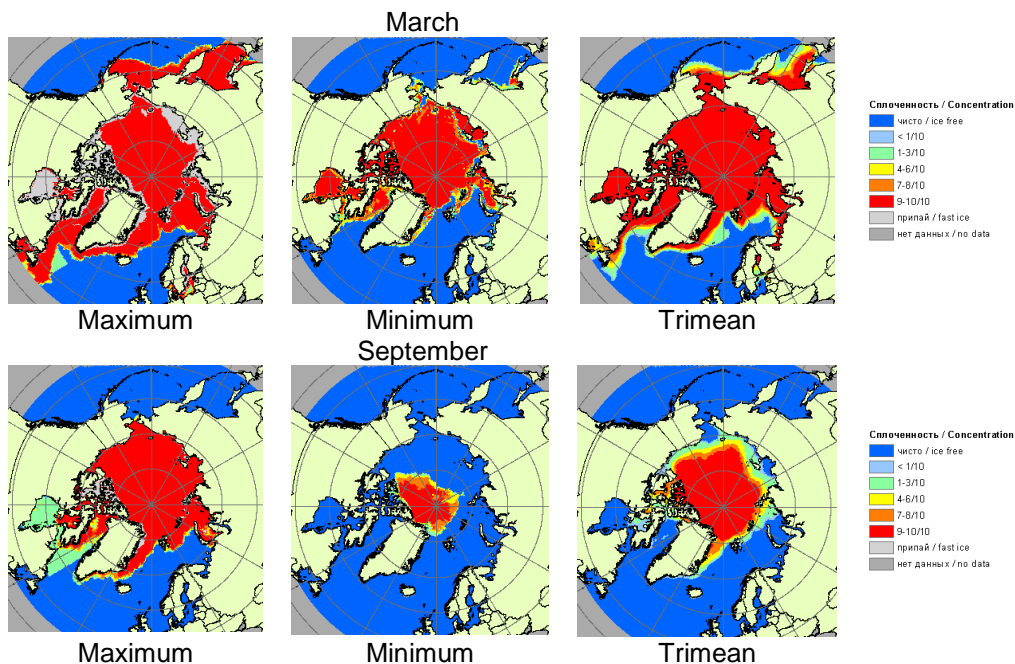 March
Сплоченность / Concentration
чисто / ice free
< 1/10
1-3/10
4-6/10
7-8/10
9-10/10
припай / fast ice
нет данных / no data
Maximum Minimum Trimean
September
Сплоченность / Concentration
чисто / ice free
< 1/10
1-3/10
4-6/10
7-8/10
9-10/10
припай / fast ice
нет данных / no data
Maximum Minimum Trimean